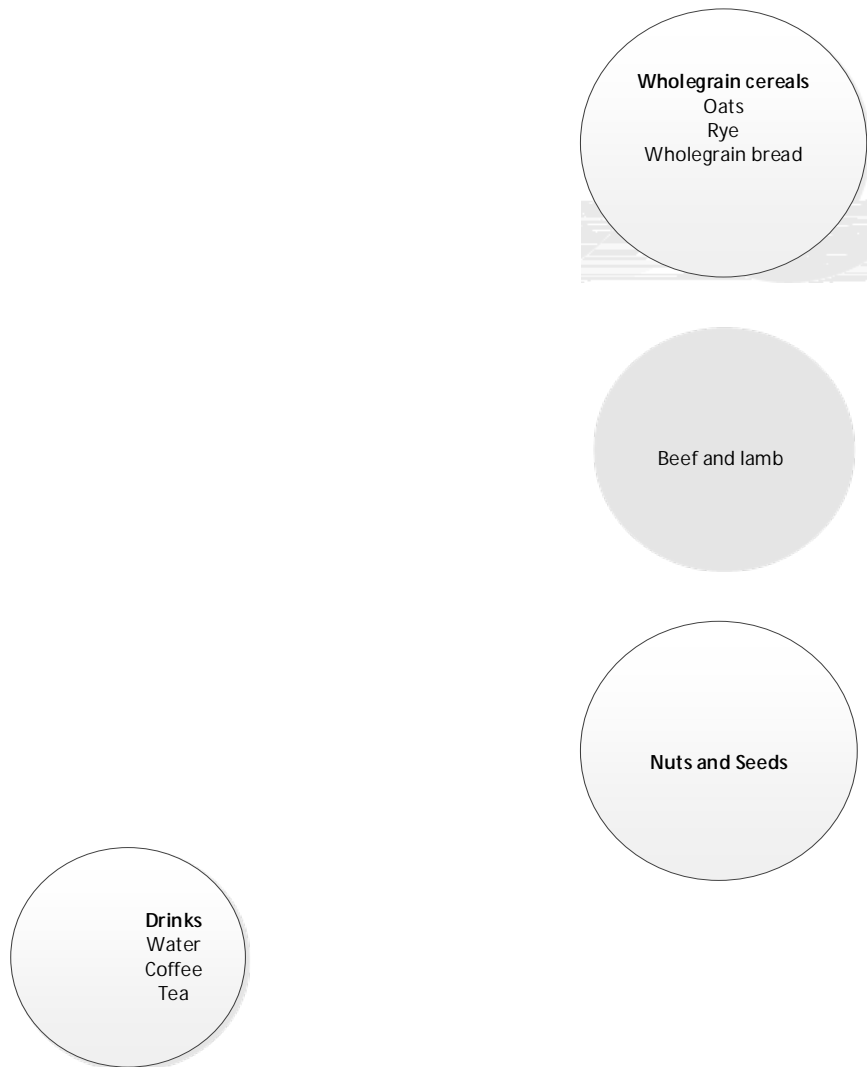 Wholegrain cereals
Oats
Rye
Wholegrain bread
Beef and lamb
Nuts and Seeds
Drinks
Water
Coffee
Tea